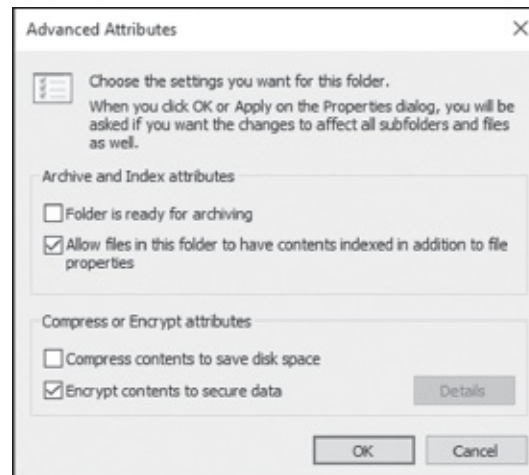 Advanced Attributes
Choose the settings you want for this folder.
When you click OK or Apply on the Properties dialog, you will be
asked if you want the changes to affect all subfolders and files
as well.
Archive and Index attributes
Folder is ready for archiving
Allow files in this folder to have contents indexed in addition to file
properties
Compress or Encrypt attributes
Compress contents to save disk space
Encrypt contents to secure data
Details
OK
Cancel